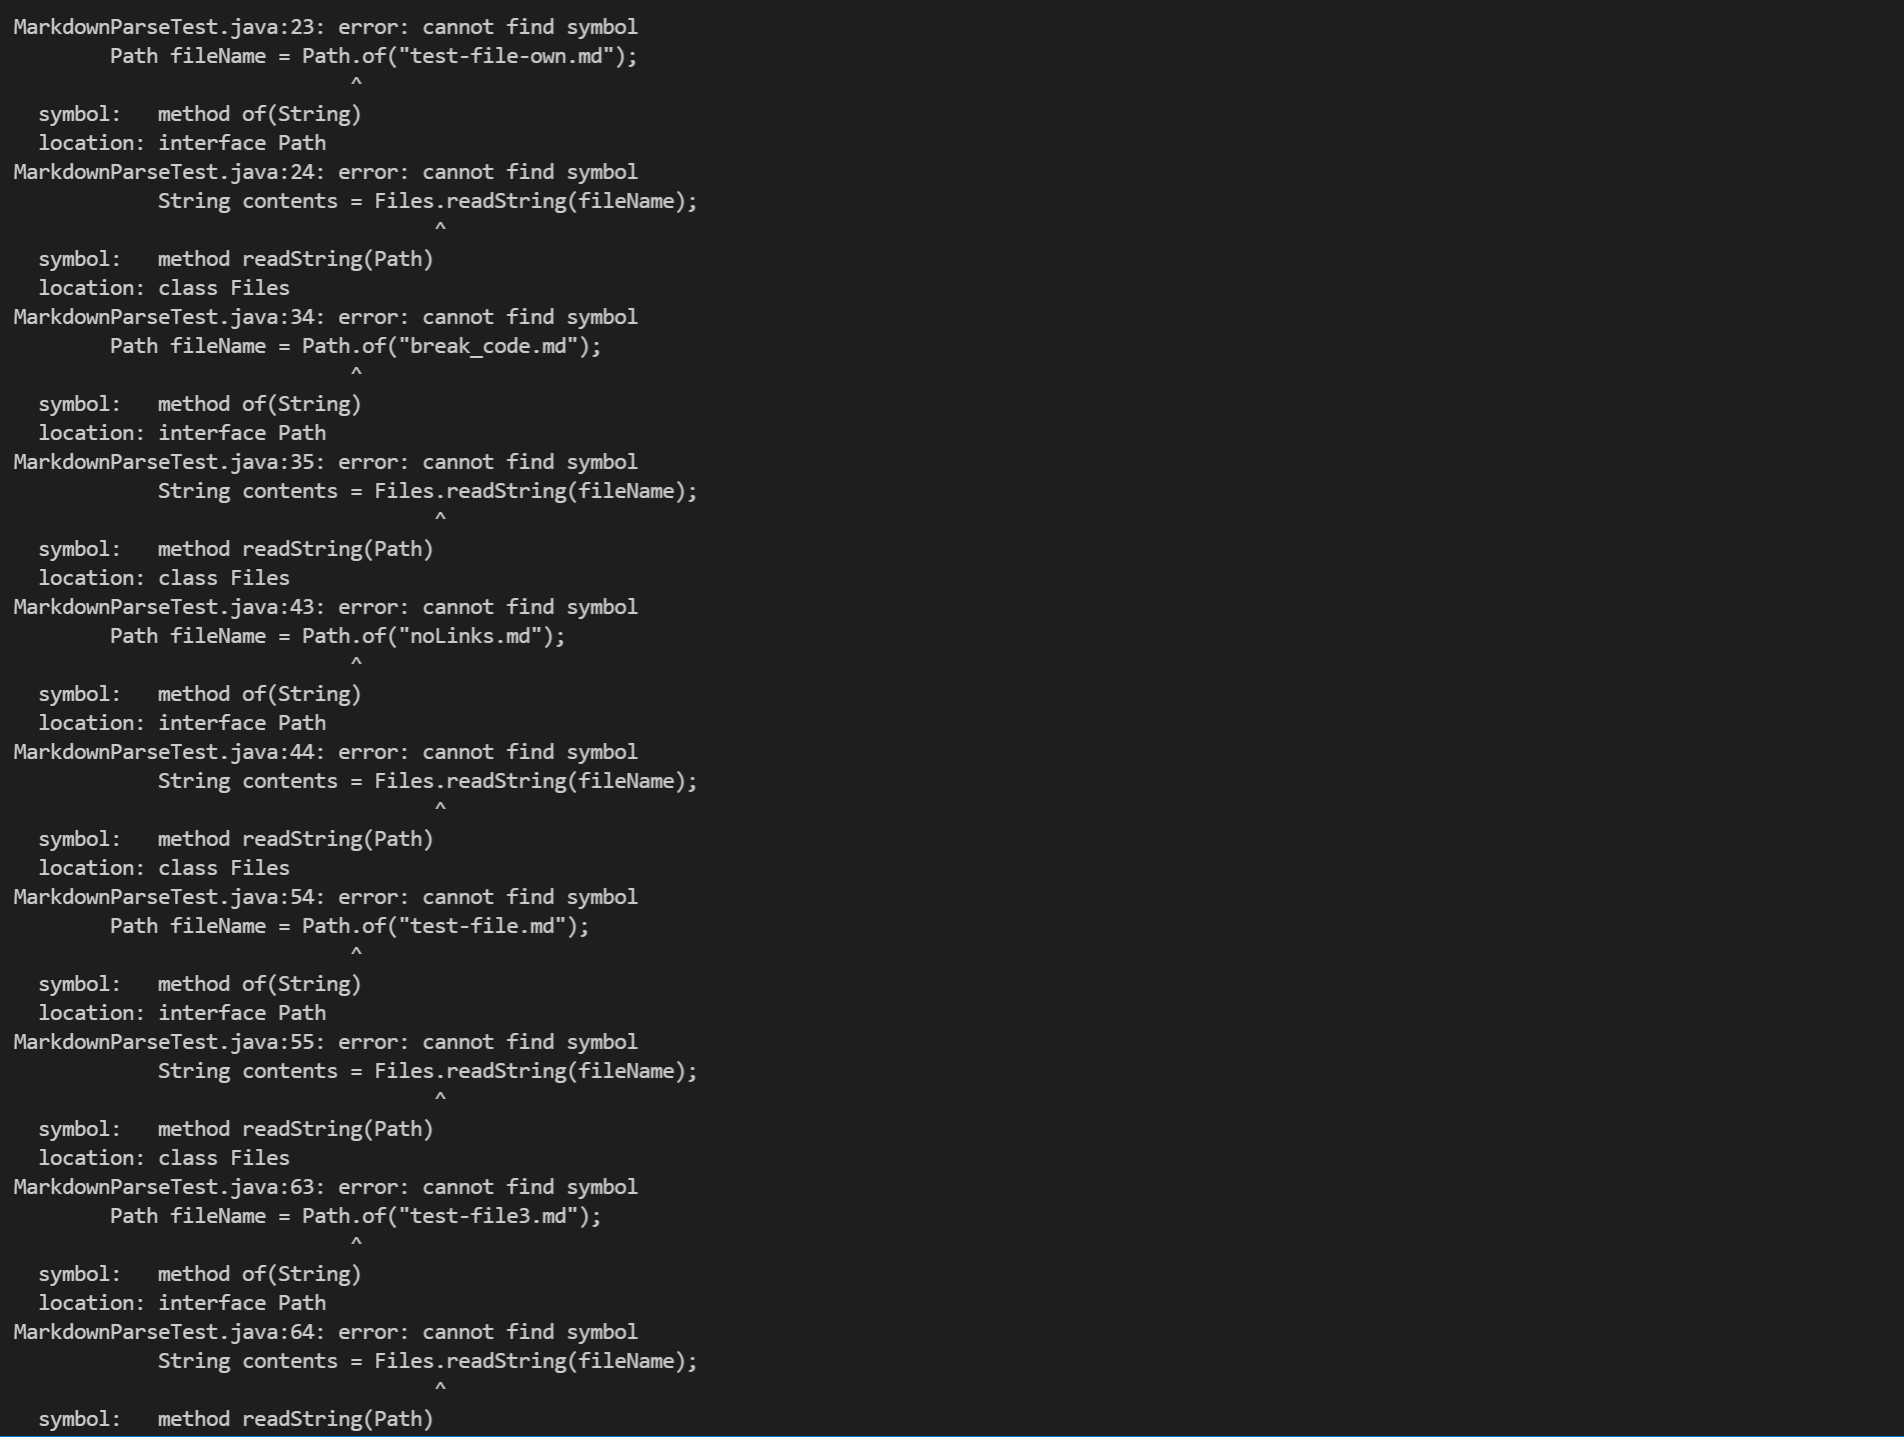 MarkdownParseTest.java:23: error: cannot find symbol
        Path fileName = Path.of("test-file-own.md");
                            ^
  symbol:   method of(String)
  location: interface Path
MarkdownParseTest.java:24: error: cannot find symbol
            String contents = Files.readString(fileName);
                                   ^
  symbol:   method readString(Path)
  location: class Files
MarkdownParseTest.java:34: error: cannot find symbol
        Path fileName = Path.of("break_code.md");
                            ^
  symbol:   method of(String)
  location: interface Path
MarkdownParseTest.java:35: error: cannot find symbol
            String contents = Files.readString(fileName);
                                   ^
  symbol:   method readString(Path)
  location: class Files
MarkdownParseTest.java:43: error: cannot find symbol
        Path fileName = Path.of("noLinks.md");
                            ^
  symbol:   method of(String)
  location: interface Path
MarkdownParseTest.java:44: error: cannot find symbol
            String contents = Files.readString(fileName);
                                   ^
  symbol:   method readString(Path)
  location: class Files
MarkdownParseTest.java:54: error: cannot find symbol
        Path fileName = Path.of("test-file.md");
                            ^
  symbol:   method of(String)
  location: interface Path
MarkdownParseTest.java:55: error: cannot find symbol
            String contents = Files.readString(fileName);
                                   ^
  symbol:   method readString(Path)
  location: class Files
MarkdownParseTest.java:63: error: cannot find symbol
        Path fileName = Path.of("test-file3.md");
                            ^
  symbol:   method of(String)
  location: interface Path
MarkdownParseTest.java:64: error: cannot find symbol
            String contents = Files.readString(fileName);
                                   ^
  symbol:   method readString(Path)